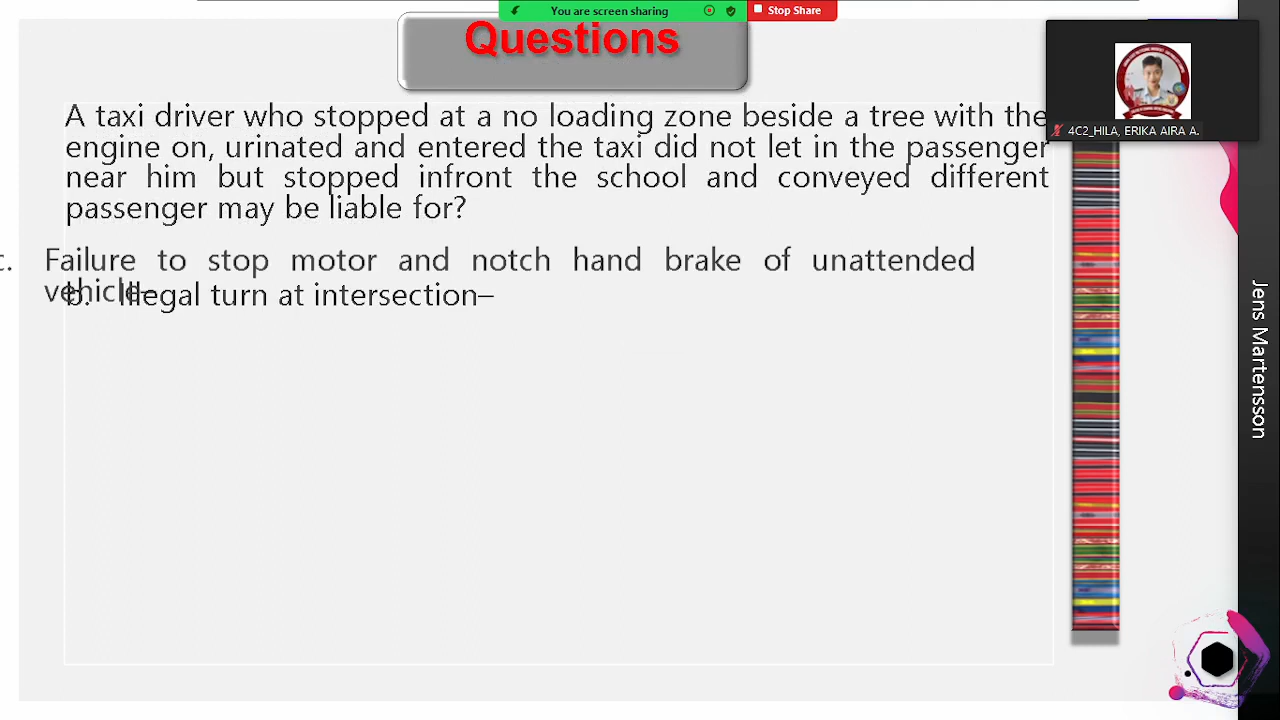 You are screen sharing
Stop Share
Questions
A taxi driver who stopped at a no loading zone beside a tree with the
engine on, urinated and entered the taxi did not let in the passenger
near him but stopped infront the school and conveyed different
passenger may be liable for?
c. Failure to stop motor and notch hand brake of unattended
vehicle–
b. Illegal turn at intersection–
4C2_HILA, ERIKA AIRA A.
Jens Martensson